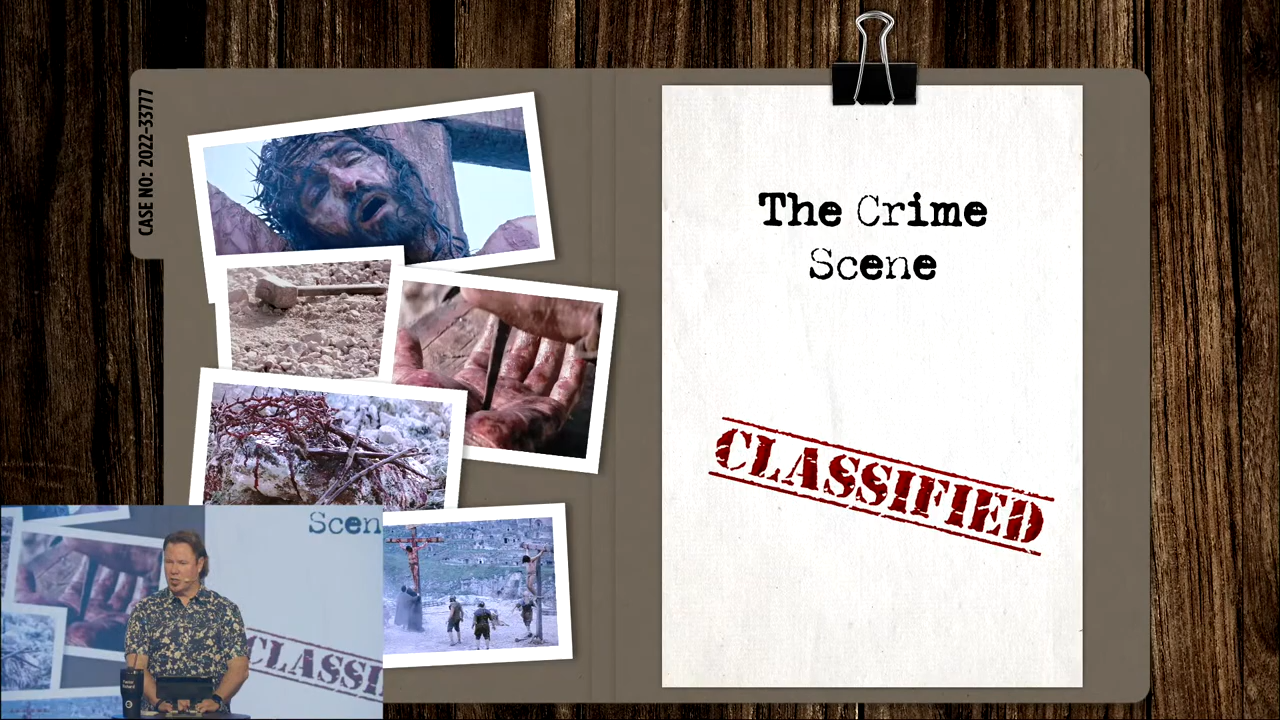 CASE NO: 2022-33777
The Crime
Scene
CLASSIFIED
Scen
CLASSI